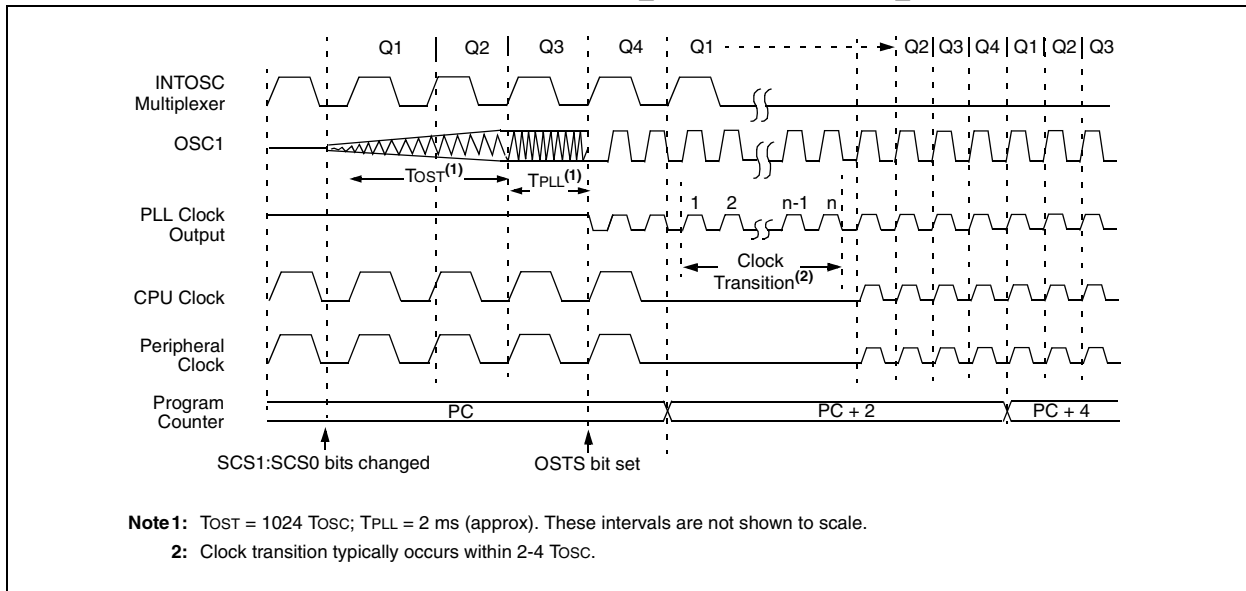 Q1 Q2 Q3 Q4 Q1 Q2 Q3 Q4 Q1 Q2 Q3
INTOSC
Multiplexer
OSC1
TOST(1)
TPLL(1)
1 2 n-1 n
PLL Clock
Output
Clock
Transition(2)
CPU Clock
Peripheral
Clock
Program
Counter
PC PC + 2 PC + 4
SCS1:SCS0 bits changed
OSTS bit set
Note1: TOST = 1024 TOSC; TPLL = 2 ms (approx). These intervals are not shown to scale.
2: Clock transition typically occurs within 2-4 TOSC.